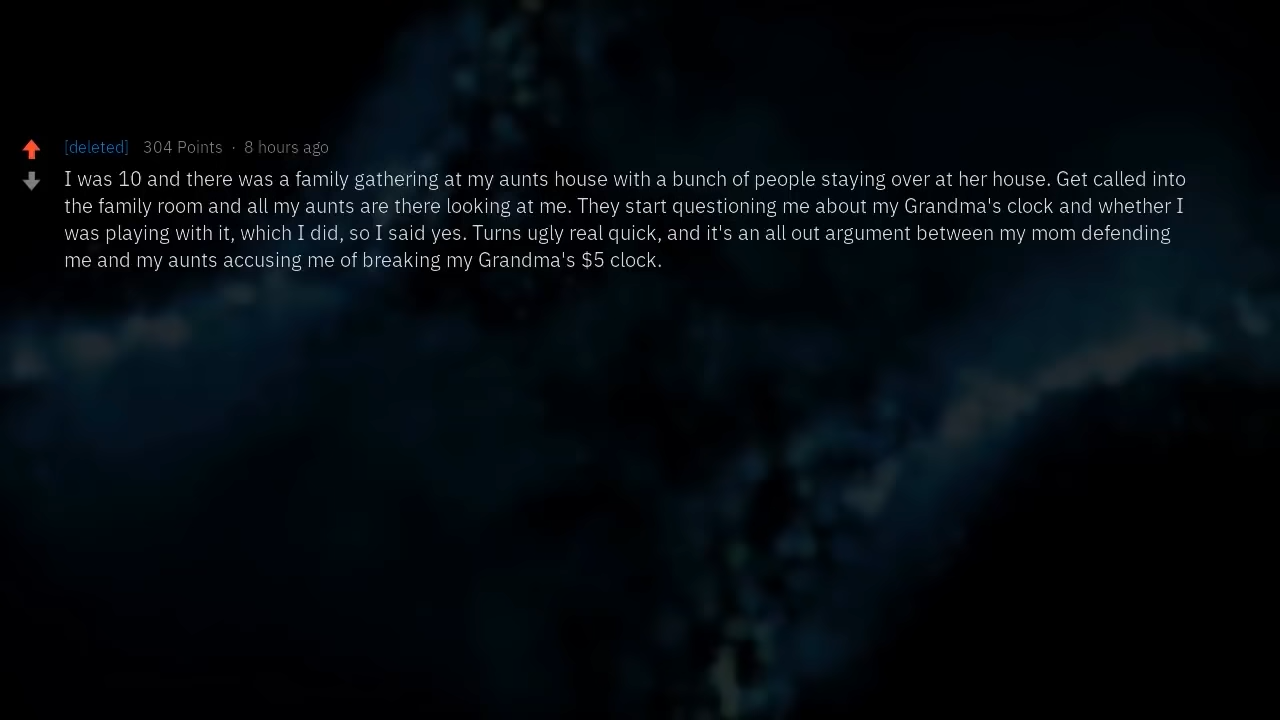 [deleted] 304 Points · 8 hours ago
I was 10 and there was a family gathering at my aunts house with a bunch of people staying over at her house. Get called into
the family room and all my aunts are there looking at me. They start questioning me about my Grandma's clock and whether I
was playing with it, which I did, so I said yes. Turns ugly real quick, and it's an all out argument between my mom defending
me and my aunts accusing me of breaking my Grandma's $5 clock.